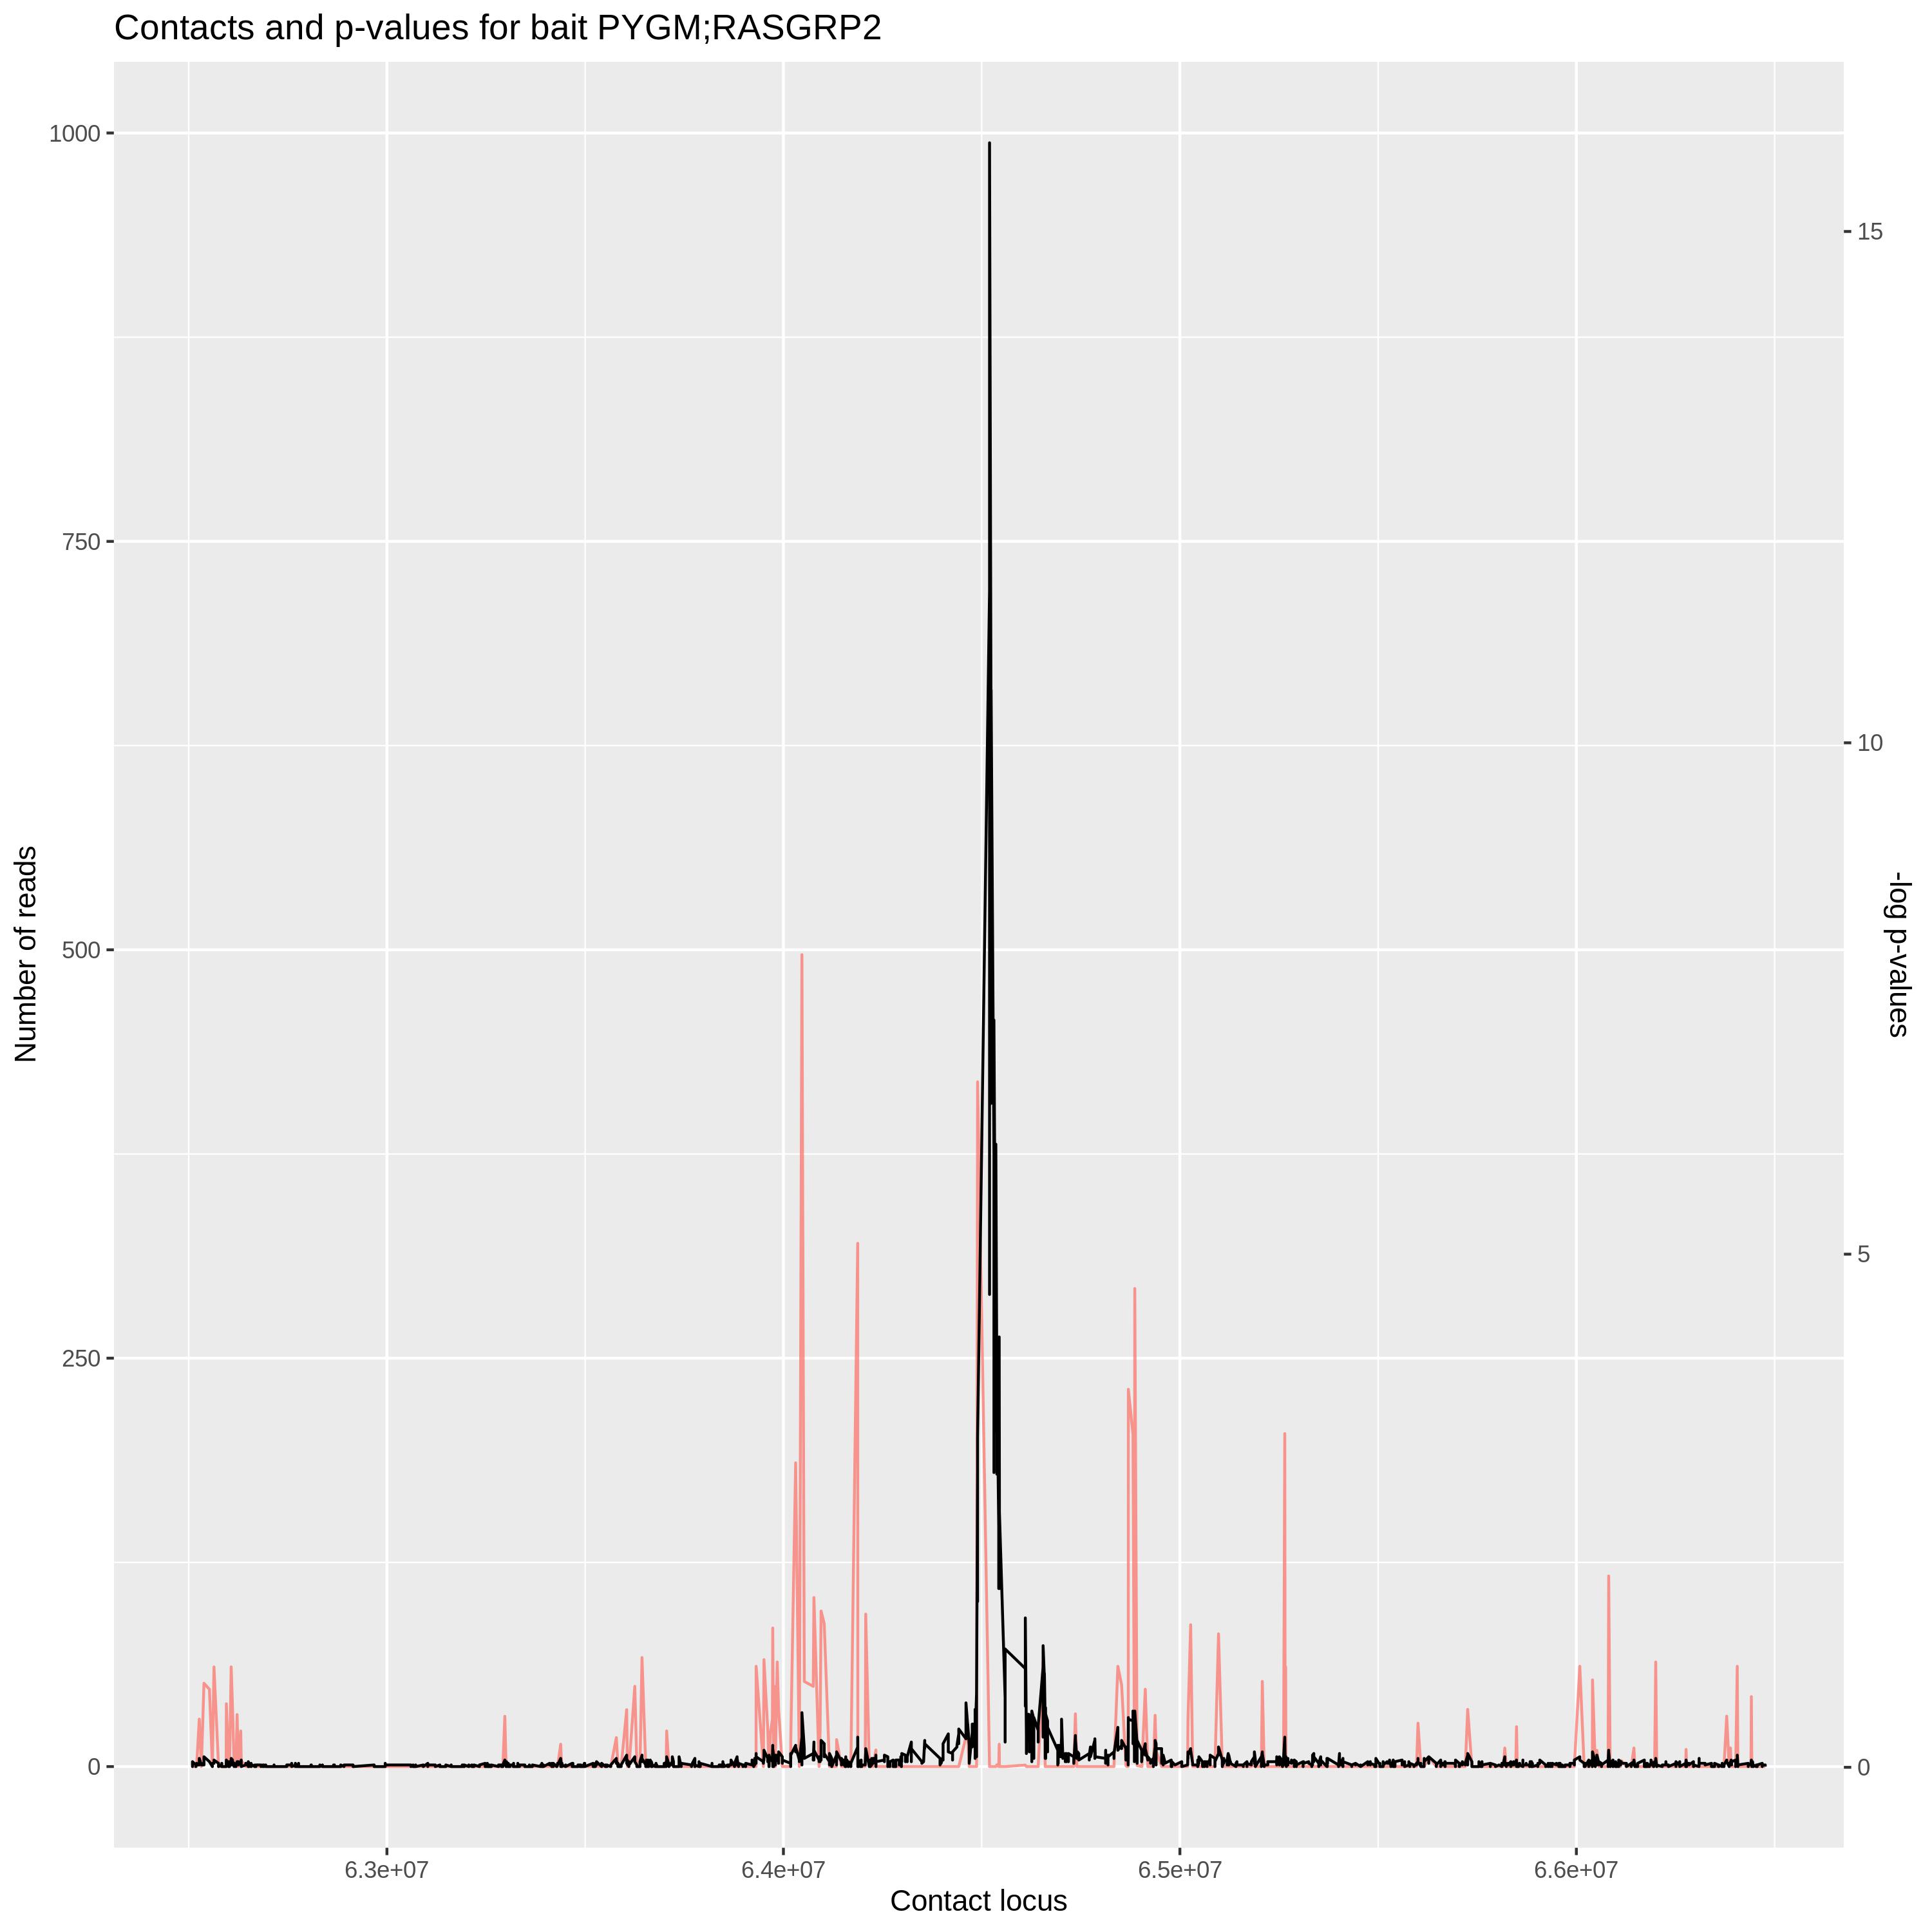 Contacts and p-values for bait PYGM;RASGRP2
1000
750
500
250
0
Number of reads
15
10
5
0
-log p-values
6.3e+07
6.4e+07
6.5e+07
6.6e+07
Contact locus